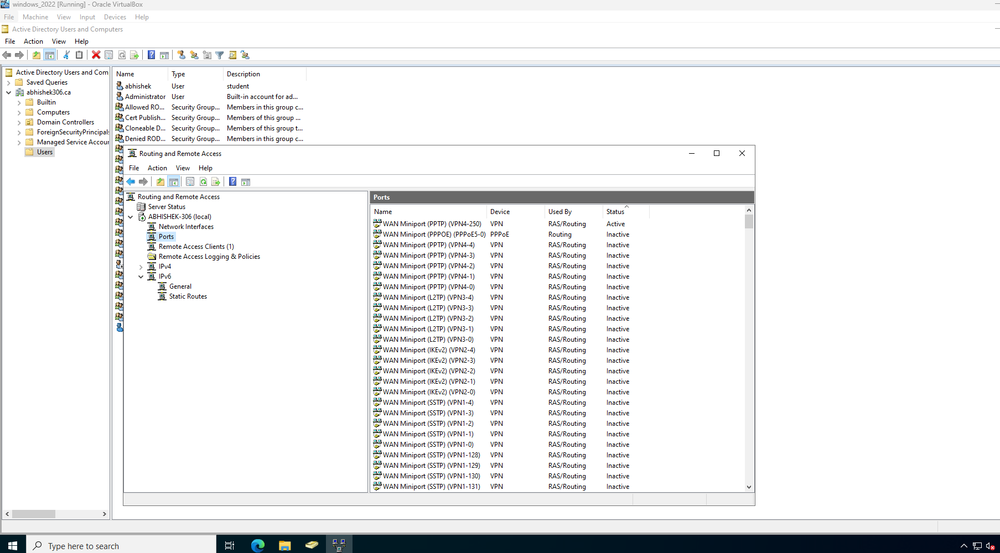 windows_2022 [Running] - Oracle VirtualBox
File Machine View Input Devices Help
Active Directory Users and Computers
File Action View Help
Active Directory Users and Com
Saved Queries
abhishek306.ca
Builtin
Computers
Domain Controllers
ForeignSecurityPrincipals
Managed Service Accour
Users
Name Type Description
abhishek User student
Administrator User Built-in account for ad...
Allowed RO... Security Group... Members in this group c...
Cert Publish... Security Group... Members of this group ...
Cloneable D... Security Group... Members of this group t...
Denied ROD... Security Group... Members in this group c...
Routing and Remote Access
File Action View Help
Routing and Remote Access
Server Status
ABHISHEK-306 (local)
Network Interfaces
Ports
Remote Access Clients (1)
Remote Access Logging & Policies
IPv4
IPv6
General
Static Routes
Ports
Name Device Used By Status
WAN Miniport (PPTP) (VPN4-250) VPN RAS/Routing Active
WAN Miniport (PPPOE) (PPPoE5-0) PPPoE Routing Inactive
WAN Miniport (PPTP) (VPN4-4) VPN RAS/Routing Inactive
WAN Miniport (PPTP) (VPN4-3) VPN RAS/Routing Inactive
WAN Miniport (PPTP) (VPN4-2) VPN RAS/Routing Inactive
WAN Miniport (PPTP) (VPN4-1) VPN RAS/Routing Inactive
WAN Miniport (PPTP) (VPN4-0) VPN RAS/Routing Inactive
WAN Miniport (L2TP) (VPN3-4) VPN RAS/Routing Inactive
WAN Miniport (L2TP) (VPN3-3) VPN RAS/Routing Inactive
WAN Miniport (L2TP) (VPN3-2) VPN RAS/Routing Inactive
WAN Miniport (L2TP) (VPN3-1) VPN RAS/Routing Inactive
WAN Miniport (L2TP) (VPN3-0) VPN RAS/Routing Inactive
WAN Miniport (IKEv2) (VPN2-4) VPN RAS/Routing Inactive
WAN Miniport (IKEv2) (VPN2-3) VPN RAS/Routing Inactive
WAN Miniport (IKEv2) (VPN2-2) VPN RAS/Routing Inactive
WAN Miniport (IKEv2) (VPN2-1) VPN RAS/Routing Inactive
WAN Miniport (IKEv2) (VPN2-0) VPN RAS/Routing Inactive
WAN Miniport (SSTP) (VPN1-4) VPN RAS/Routing Inactive
WAN Miniport (SSTP) (VPN1-3) VPN RAS/Routing Inactive
WAN Miniport (SSTP) (VPN1-2) VPN RAS/Routing Inactive
WAN Miniport (SSTP) (VPN1-1) VPN RAS/Routing Inactive
WAN Miniport (SSTP) (VPN1-0) VPN RAS/Routing Inactive
WAN Miniport (SSTP) (VPN1-128) VPN RAS/Routing Inactive
WAN Miniport (SSTP) (VPN1-129) VPN RAS/Routing Inactive
WAN Miniport (SSTP) (VPN1-130) VPN RAS/Routing Inactive
WAN Miniport (SSTP) (VPN1-131) VPN RAS/Routing Inactive
Type here to search